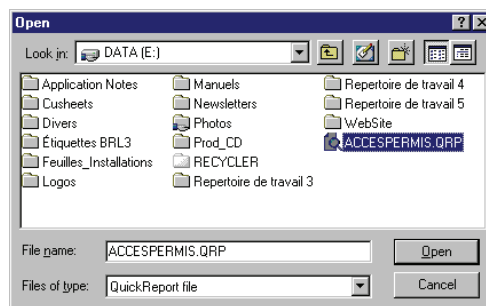 Open
Look in: DATA (E:)
Application Notes
Cusheets
Divers
Étiquettes BRL3
Feuilles_Installations
Logos
Manuels
Newsletters
Photos
Prod_CD
RECYCLER
Repertoire de travail 3
Repertoire de travail 4
Repertoire de travail 5
WebSite
ACCESPERMIS.QRP
File name: ACCESPERMIS.QRP
Open
Files of type: QuickReport file
Cancel